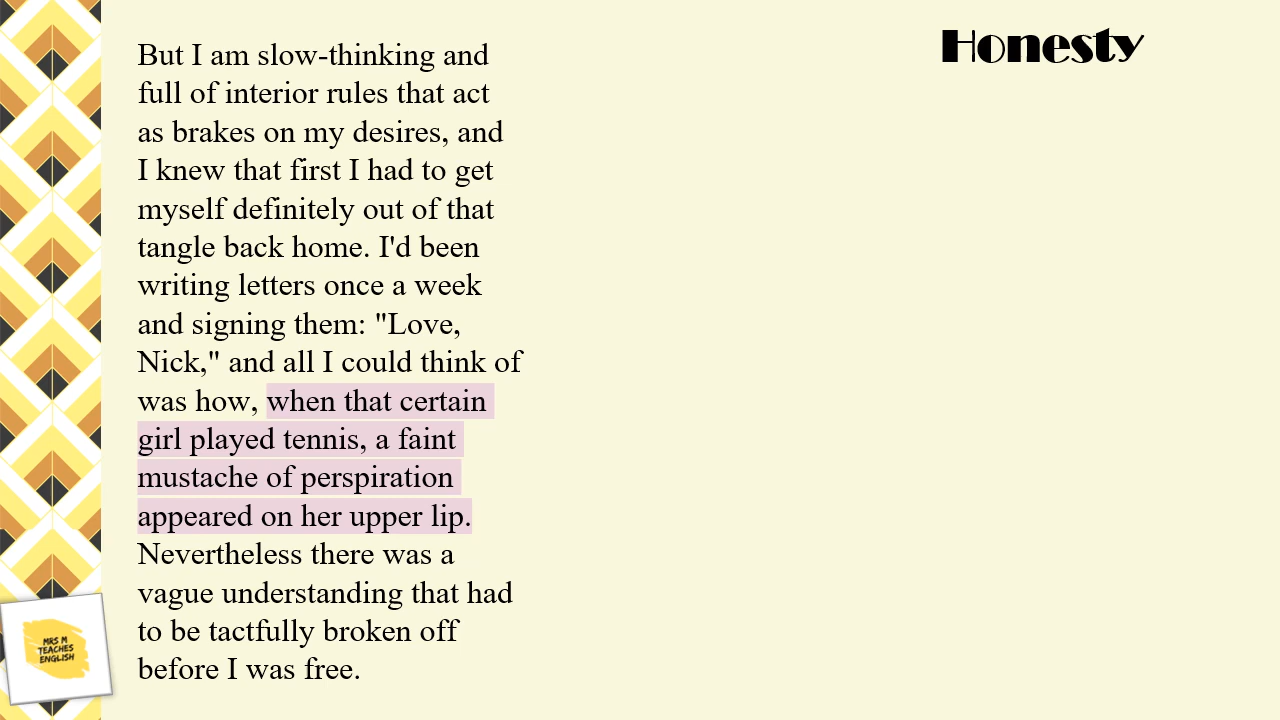 Honesty
But I am slow-thinking and
full of interior rules that act
as brakes on my desires, and
I knew that first I had to get
myself definitely out of that
tangle back home. I'd been
writing letters once a week
and signing them: "Love,
Nick," and all I could think of
was how, when that certain
girl played tennis, a faint
mustache of perspiration
appeared on her upper lip.
Nevertheless there was a
vague understanding that had
to be tactfully broken off
before I was free.
MRS M
TEACHES
ENGLISH